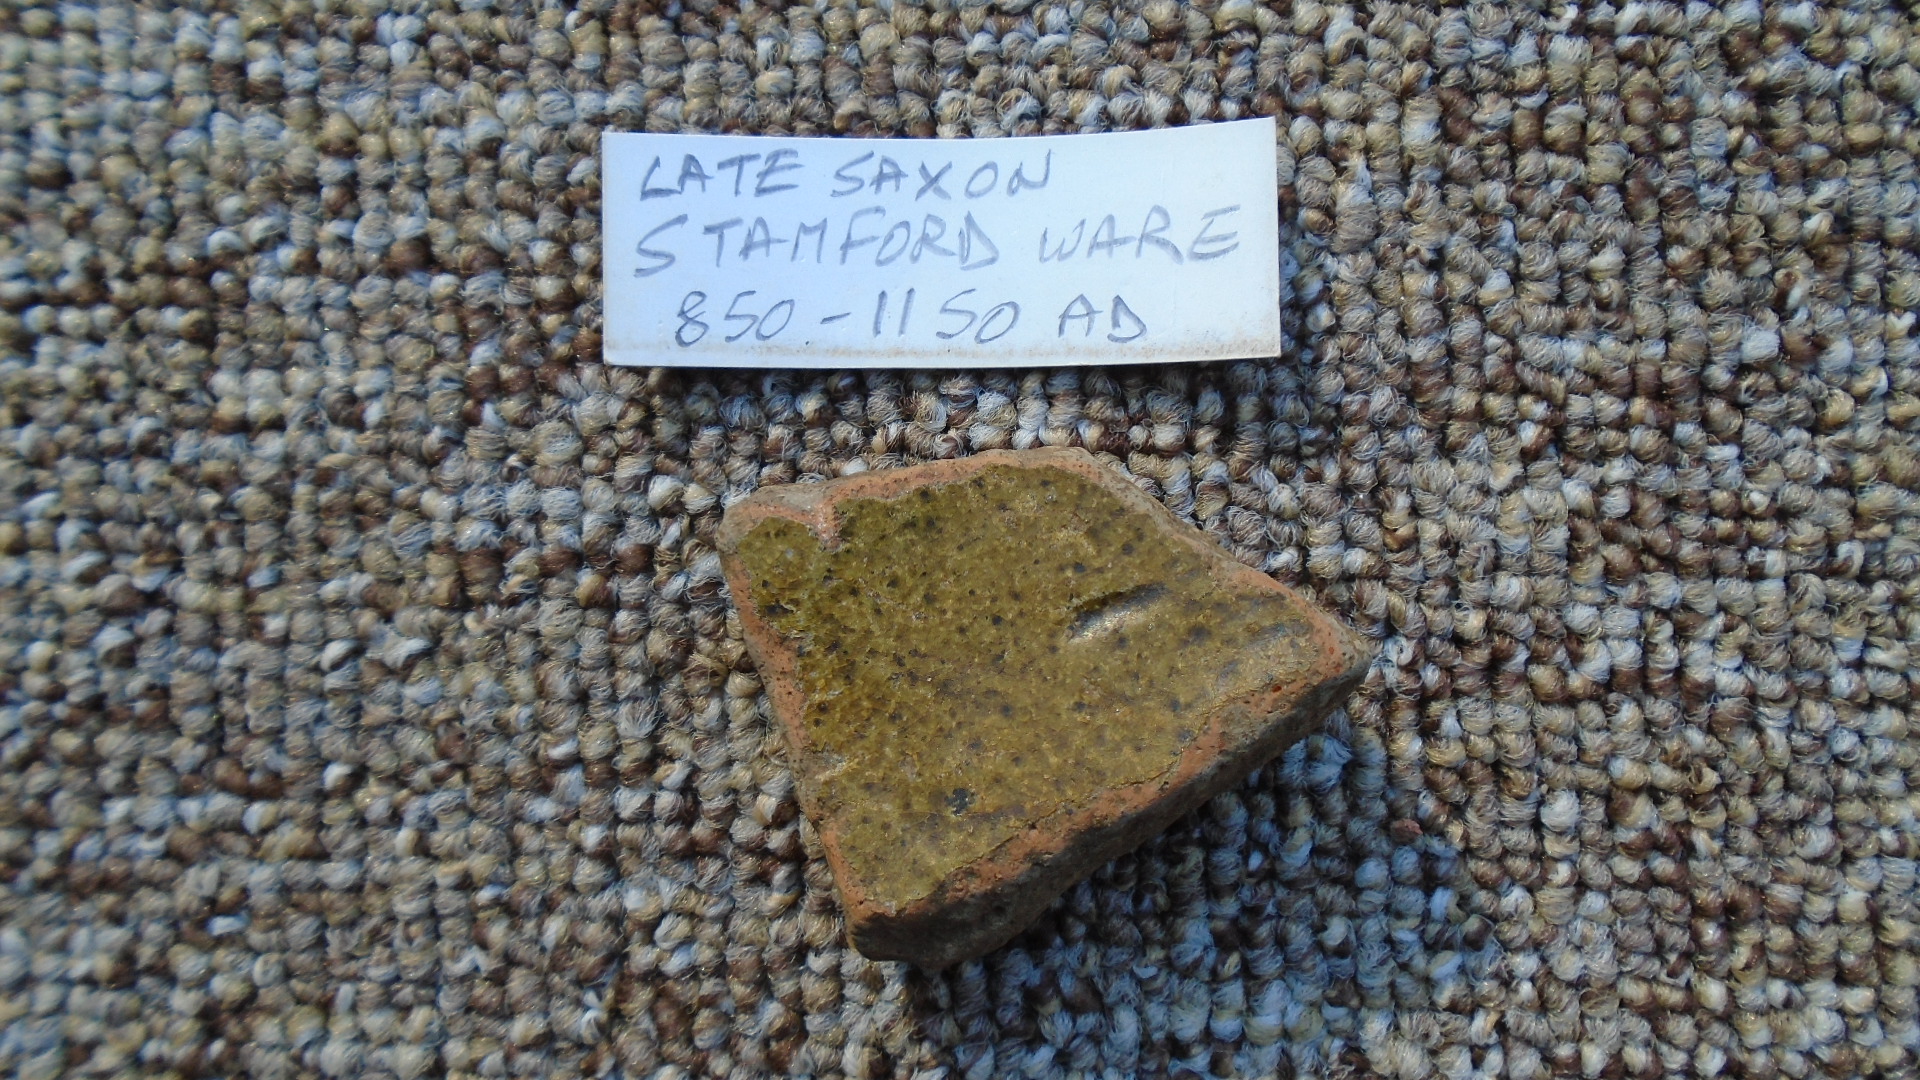 LATE SAXON
STAMFORD WARE
850-1150 AD